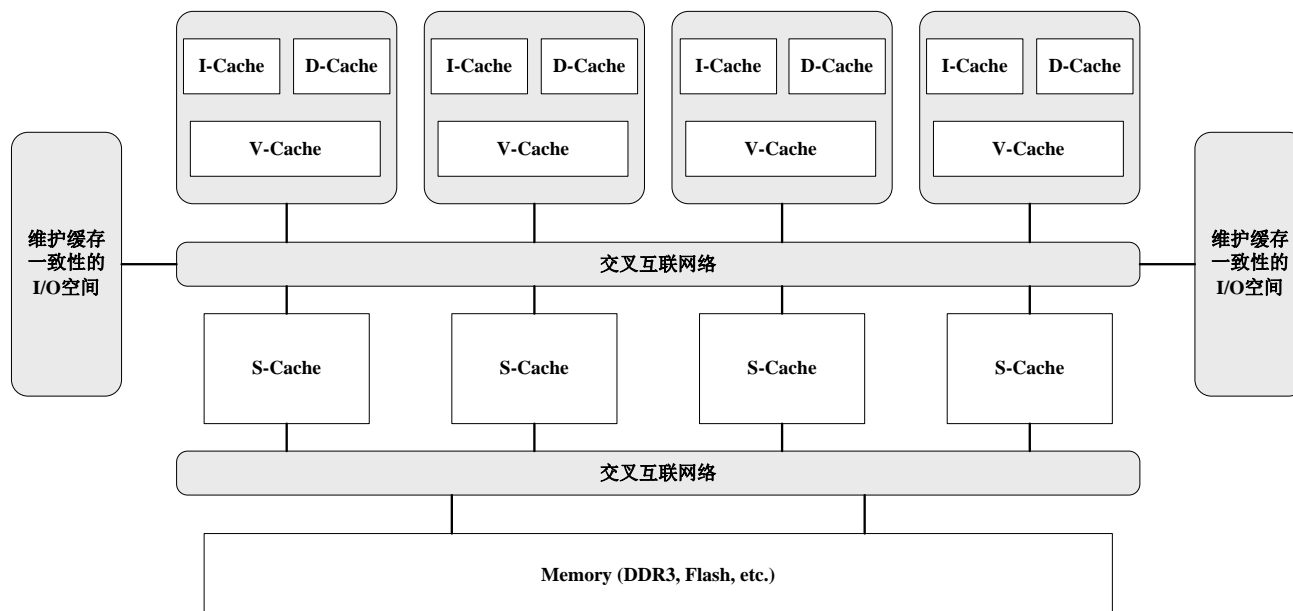 I-Cache
D-Cache
V-Cache
I-Cache
D-Cache
V-Cache
I-Cache
D-Cache
V-Cache
I-Cache
D-Cache
V-Cache
维护缓存
一致性的
I/O空间
交叉互联网络
维护缓存
一致性的
I/O空间
S-Cache
S-Cache
S-Cache
S-Cache
交叉互联网络
Memory (DDR3, Flash, etc.)